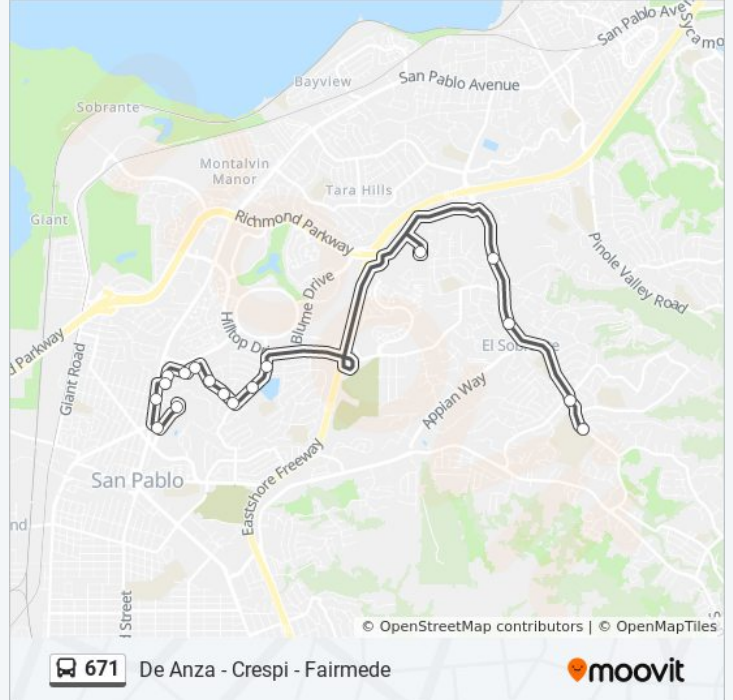 San Pablo Ave
Sycamo
Bayview
San Pablo Avenue
Sobrante
Montalvin
Manor
Tara Hills
Giant
Richmond Parkway
Pinole Valley Road
Blume Drive
Hilltop Dr
d Parkway
Giant Road
El Sobrante
Appian Way
San Pablo
Eastshore Freeway
nd
d Street
S
© OpenStreetMap contributors | © OpenMapTiles
671 De Anza - Crespi - Fairmede moovit